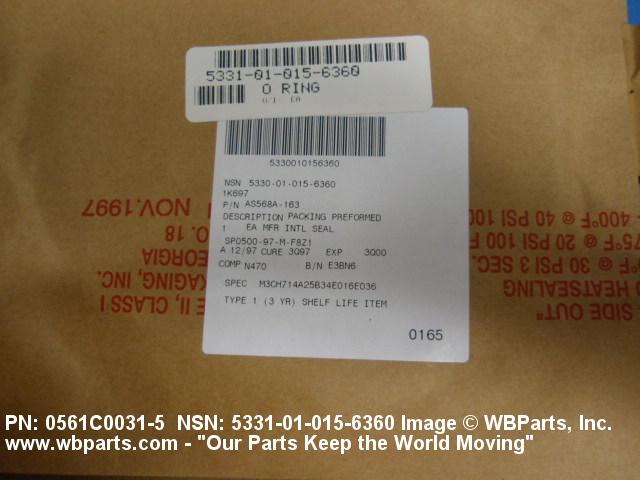 5331-01-015-6360
O RING
U/I: EA
5330010156360
NSN 5330-01-015-6360
1K697
P/N AS568A-163
DESCRIPTION PACKING PREFORMED
1 EA MFR INTL SEAL
SP0500-97-M-F8Z1
A 12/97 CURE 3Q97 EXP 3Q00
COMP N470 B/N E3BN6
SPEC M3CH714A25B34E016E036
TYPE 1 (3 YR) SHELF LIFE ITEM
0165
NOV.1997
O. 18
EORGIA
KAGING, INC.
E II, CLASS I
400°F @ 40 PSI 100
75°F @ 20 PSI 100
°F @ 30 PSI 3 SEC.
O HEATSEALING
SIDE OUT"
PN: 0561C0031-5 NSN: 5331-01-015-6360 Image © WBParts, Inc.
www.wbparts.com - "Our Parts Keep the World Moving"